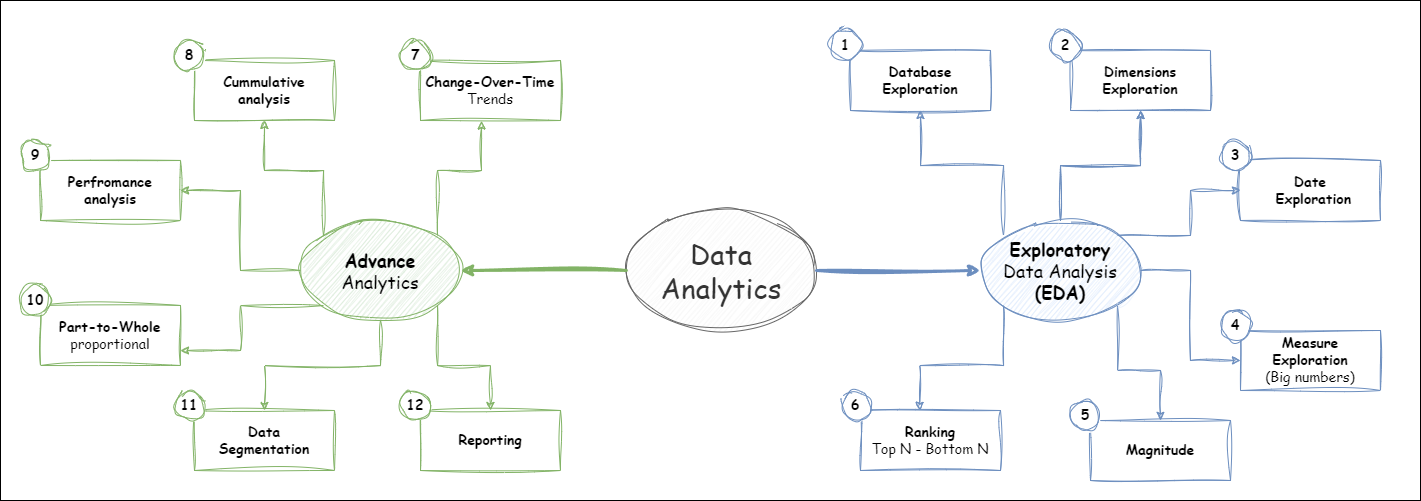 8
Cummulative
analysis
7
Change-Over-Time
Trends
1
Database
Exploration
2
Dimensions
Exploration
9
Perfromance
analysis
3
Date
Exploration
Advance
Analytics
Data
Analytics
Exploratory
Data Analysis
(EDA)
10
Part-to-Whole
proportional
4
Measure
Exploration
(Big numbers)
11
Data
Segmentation
12
Reporting
6
Ranking
Top N - Bottom N
5
Magnitude